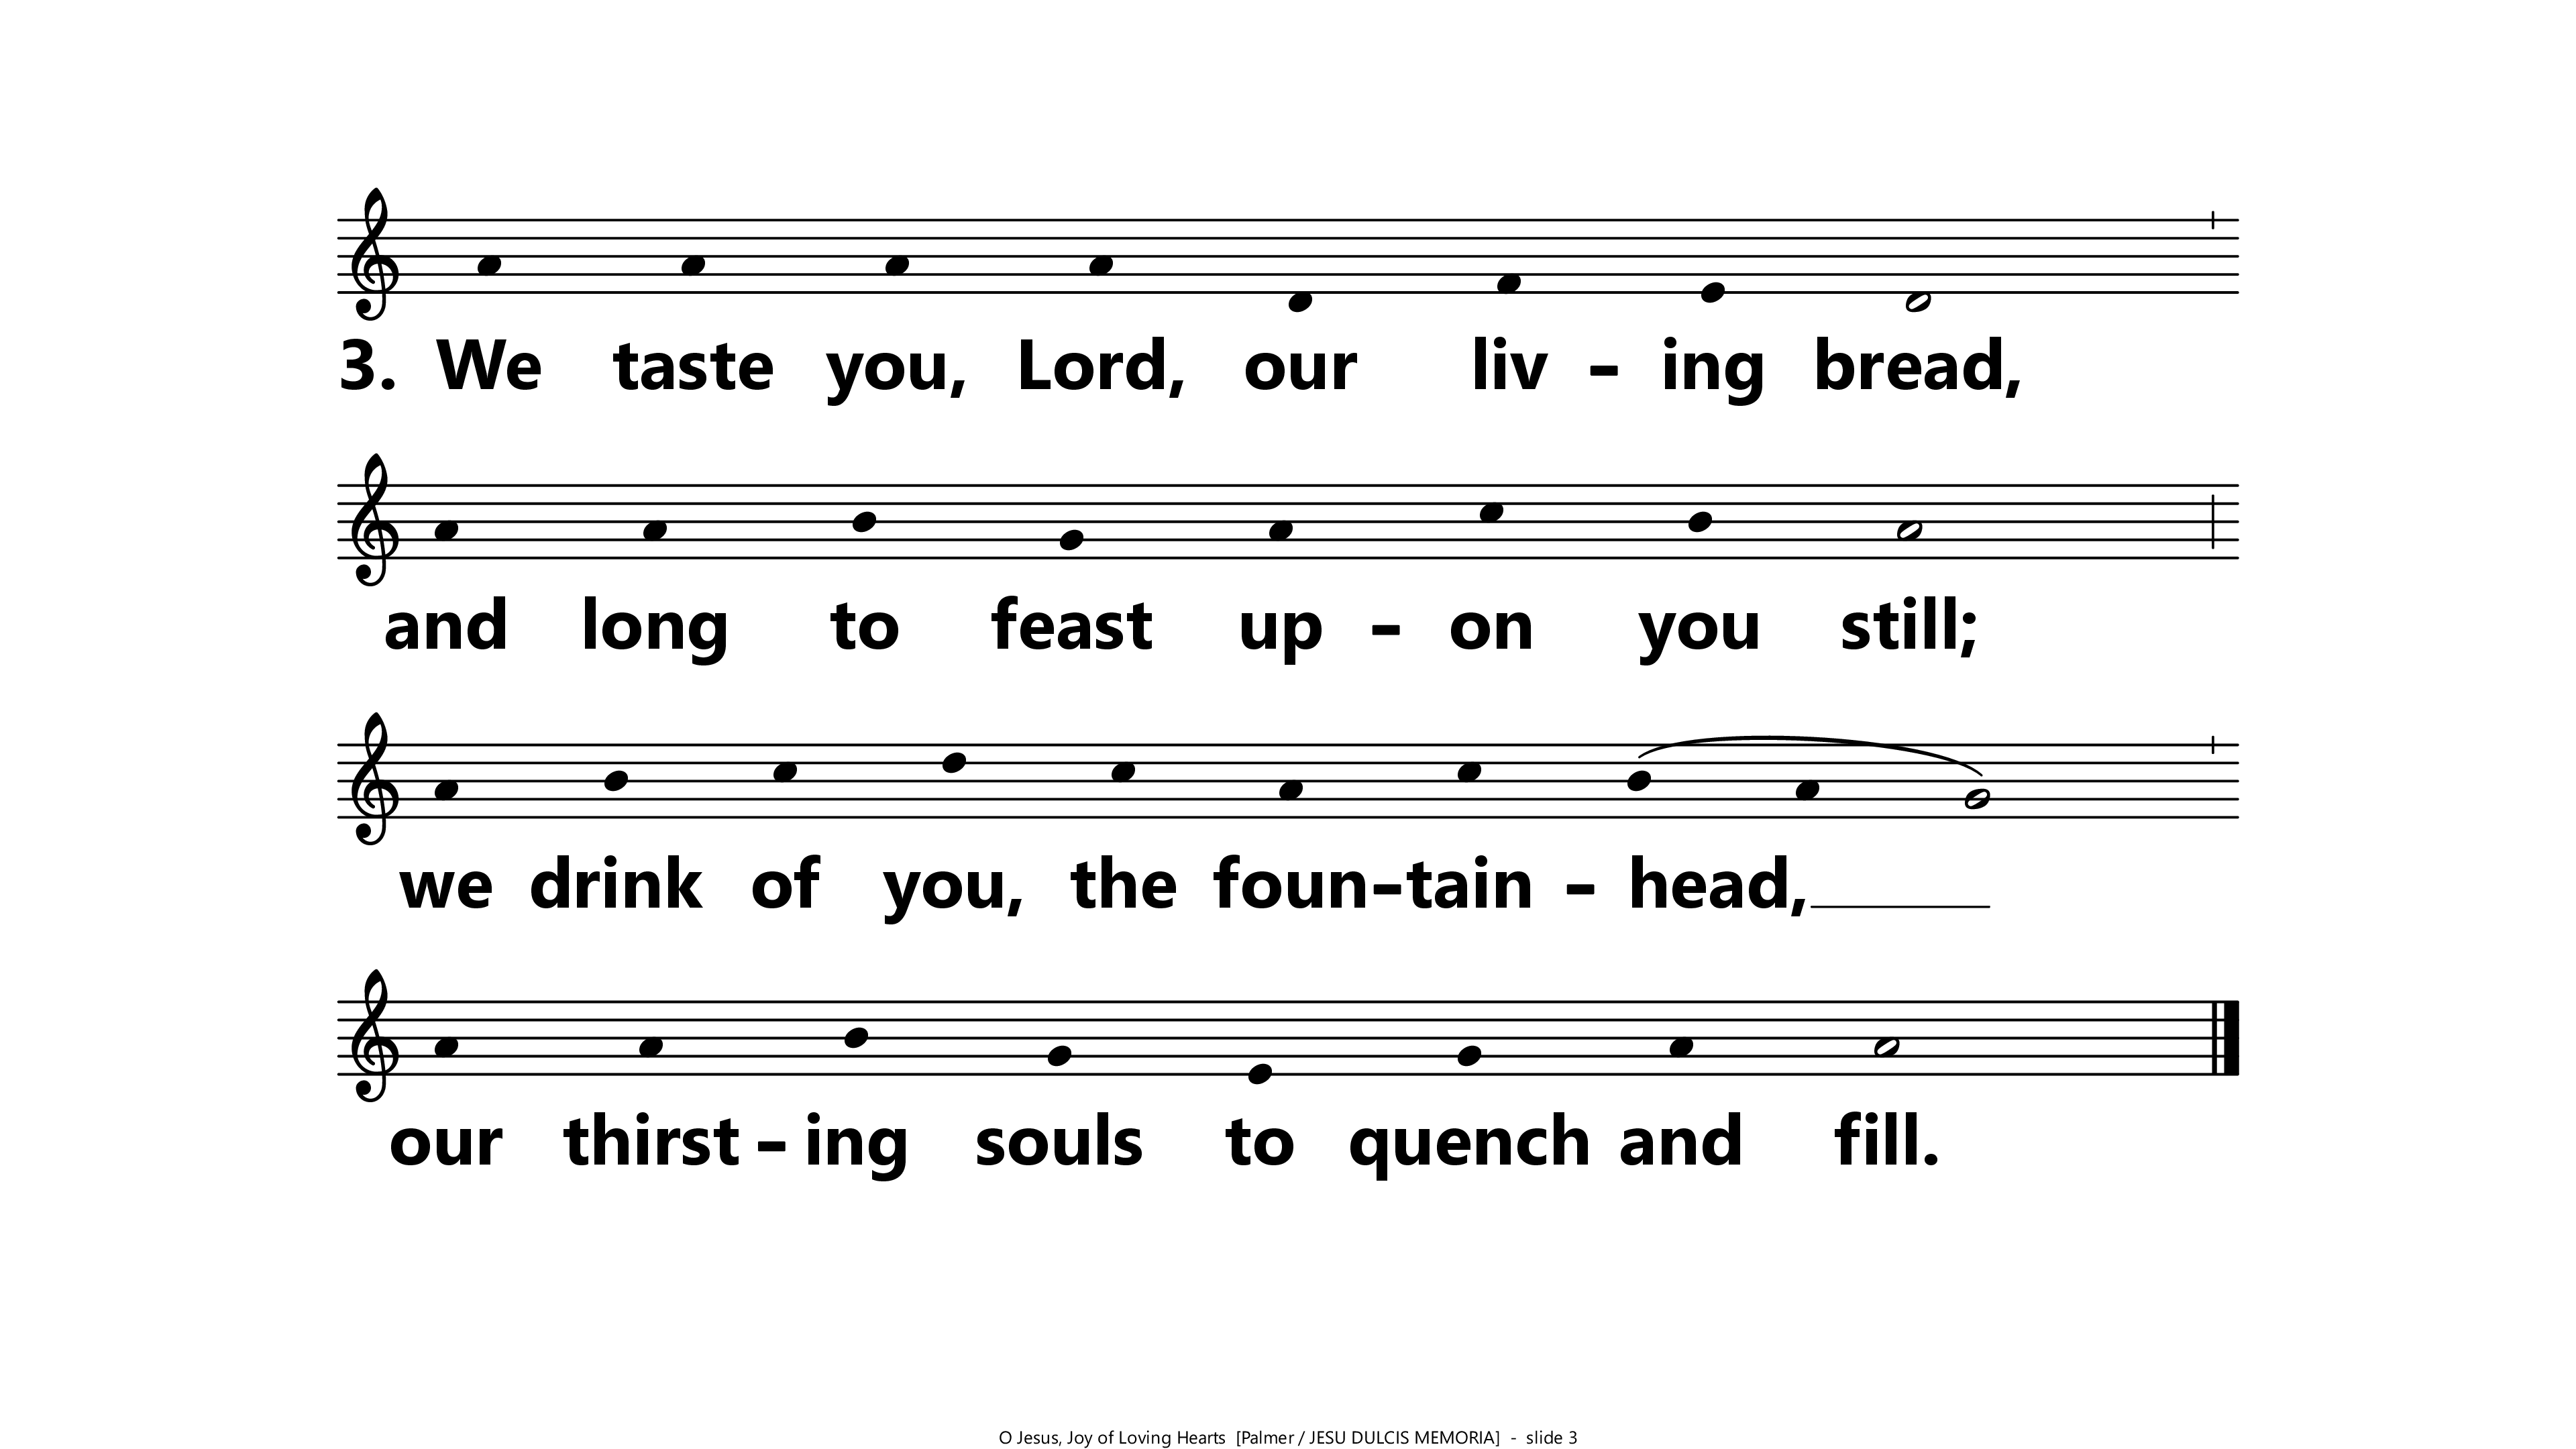 3. We taste you, Lord, our liv - ing bread,
and long to feast up - on you still;
we drink of you, the foun-tain - head,
our thirst - ing souls to quench and fill.
O Jesus, Joy of Loving Hearts [Palmer / JESU DULCIS MEMORIA] - slide 3